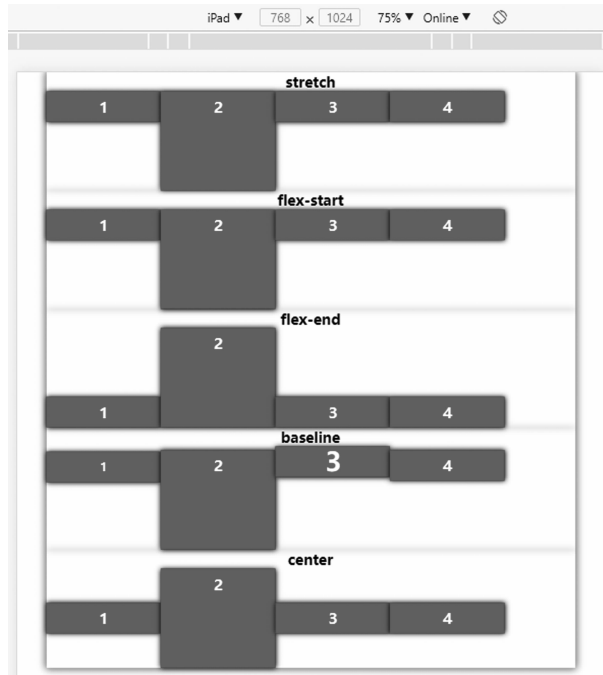 iPad ▼ 768 x 1024 75% ▼ Online ▼
stretch
1 2 3 4
flex-start
1 2 3 4
flex-end
2
1 3 4
baseline
1 2 3 4
center
2
1 3 4